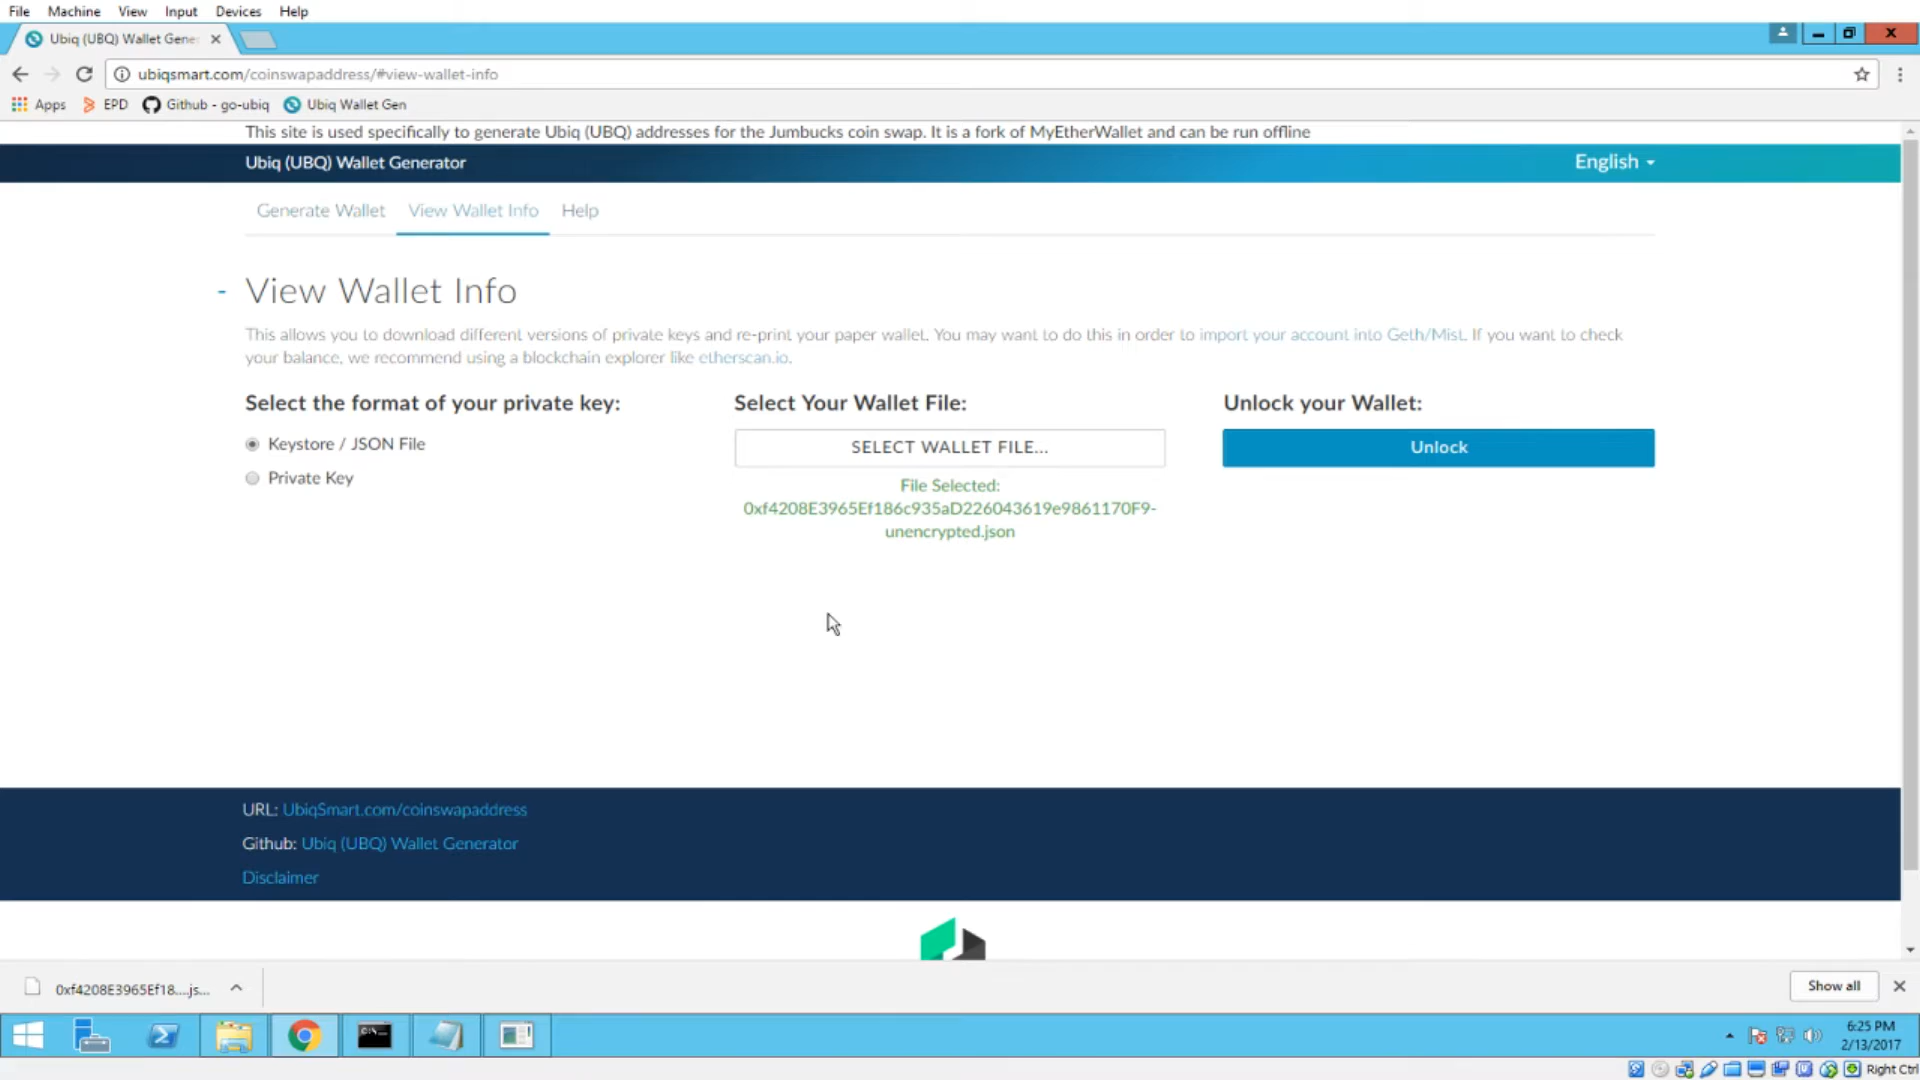 File Machine View Input Devices Help
Ubiq (UBQ) Wallet Gene
ubiqsmart.com/coinswapaddress/#view-wallet-info
Apps EPD Github - go-ubiq Ubiq Wallet Gen
This site is used specifically to generate Ubiq (UBQ) addresses for the Jumbucks coin swap. It is a fork of MyEtherWallet and can be run offline
Ubiq (UBQ) Wallet Generator English
Generate Wallet View Wallet Info Help
- View Wallet Info
This allows you to download different versions of private keys and re-print your paper wallet. You may want to do this in order to import your account into Geth/Mist. If you want to check
your balance, we recommend using a blockchain explorer like etherscan.io.
Select the format of your private key: Select Your Wallet File: Unlock your Wallet:
Keystore / JSON File SELECT WALLET FILE... Unlock
Private Key
File Selected:
0xf4208E3965Ef186c935aD226043619e9861170F9-
unencrypted.json
URL: UbiqSmart.com/coinswapaddress
Github: Ubiq (UBQ) Wallet Generator
Disclaimer
0xf4208E3965Ef18....js... Show all
6:25 PM
2/13/2017
Right Ctrl